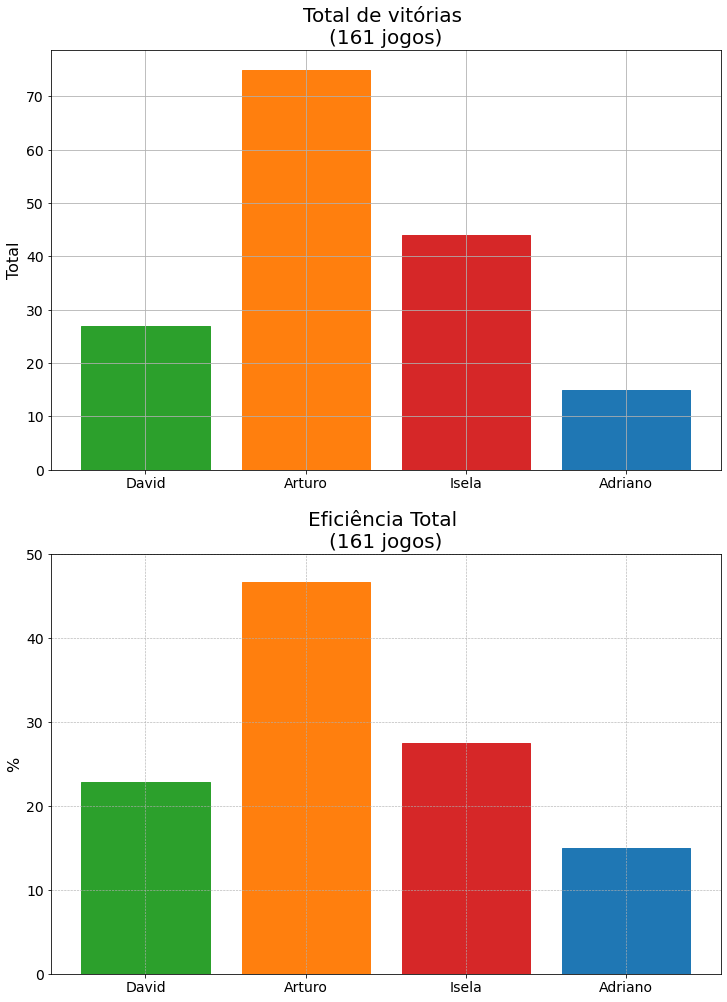 Total de vitórias
(161 jogos)
Total
70
60
50
40
30
20
10
0
David Arturo Isela Adriano
Eficiência Total
(161 jogos)
%
50
40
30
20
10
0
David Arturo Isela Adriano